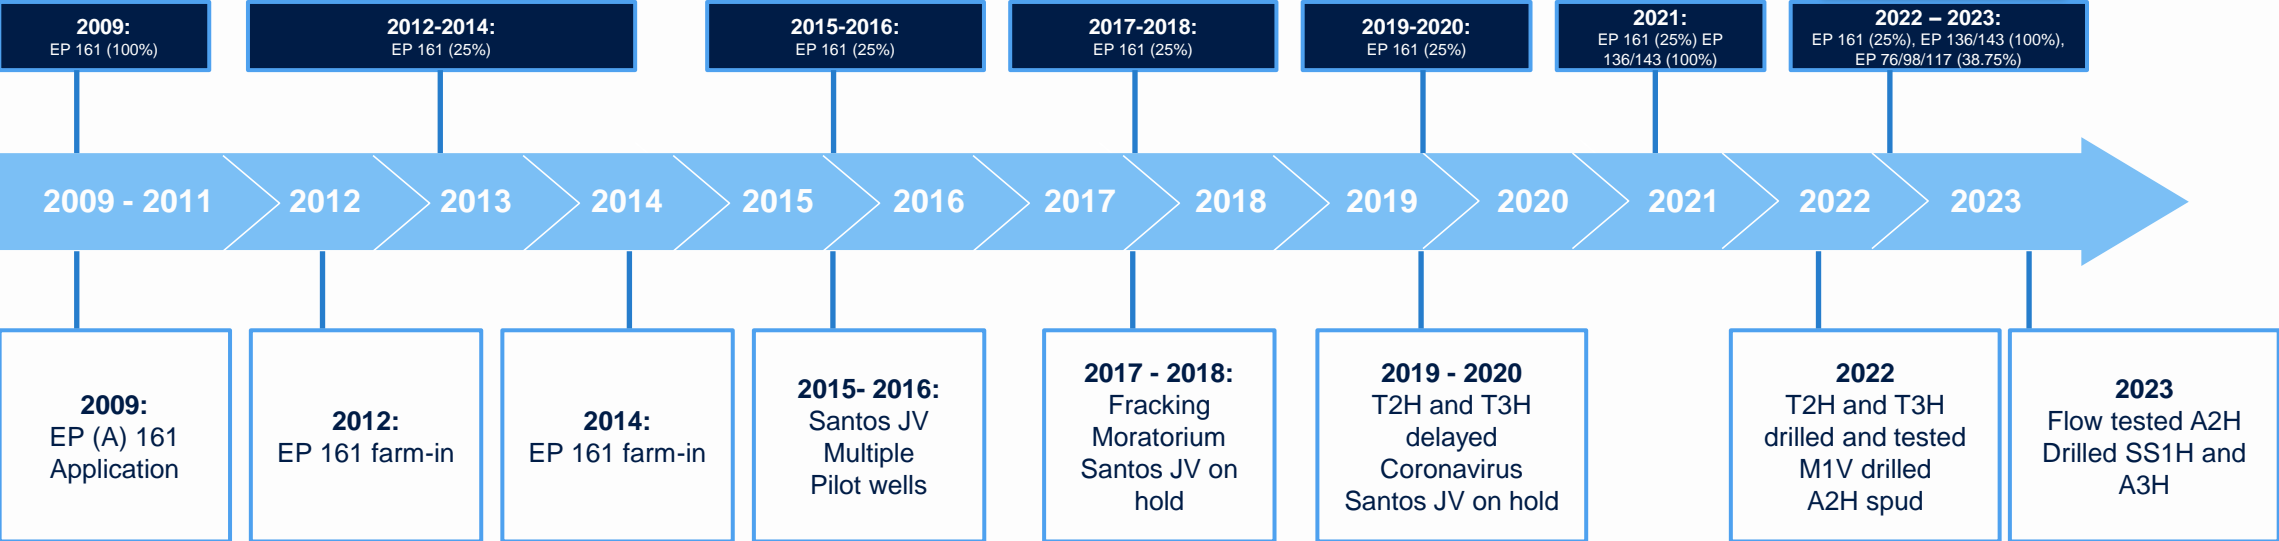 2009:
EP 161 (100%)
2012-2014:
EP 161 (25%)
2015-2016:
EP 161 (25%)
2017-2018:
EP 161 (25%)
2019-2020:
EP 161 (25%)
2021:
EP 161 (25%) EP
136/143 (100%)
2022 – 2023:
EP 161 (25%), EP 136/143 (100%),
EP 76/98/117 (38.75%)
2009 - 2011
2012
2013
2014
2015
2016
2017
2018
2019
2020
2021
2022
2023
2009:
EP (A) 161
Application
2012:
EP 161 farm-in
2014:
EP 161 farm-in
2015- 2016:
Santos JV
Multiple
Pilot wells
2017 - 2018:
Fracking
Moratorium
Santos JV on
hold
2019 - 2020
T2H and T3H
delayed
Coronavirus
Santos JV on hold
2022
T2H and T3H
drilled and tested
M1V drilled
A2H spud
2023
Flow tested A2H
Drilled SS1H and
A3H